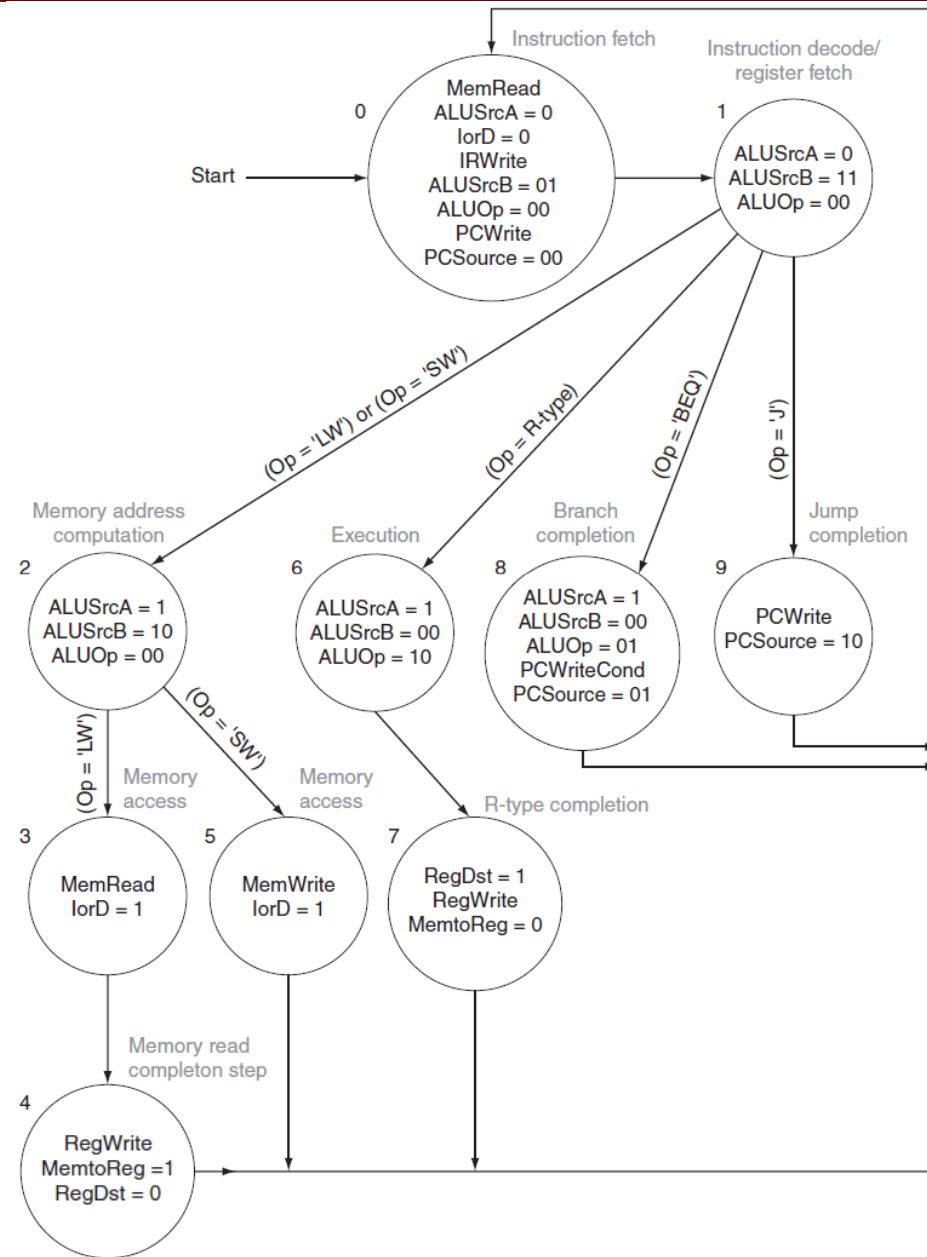 Instruction fetch
Instruction decode/
register fetch
0
MemRead
ALUSrcA = 0
IorD = 0
IRWrite
ALUSrcB = 01
ALUOp = 00
PCWrite
PCSource = 00
1
ALUSrcA = 0
ALUSrcB = 11
ALUOp = 00
Start
(Op ='LW') or (Op = 'SW')
(Op = R-type)
(Op = 'BEQ')
(Op = 'J')
Memory address
computation
2
ALUSrcA = 1
ALUSrcB = 10
ALUOp = 00
Execution
6
ALUSrcA = 1
ALUSrcB = 00
ALUOp = 10
Branch
completion
8
ALUSrcA = 1
ALUSrcB = 00
ALUOp = 01
PCWriteCond
PCSource = 01
Jump
completion
9
PCWrite
PCSource = 10
(Op = 'LW')
(Op = 'SW')
Memory
access
3
MemRead
IorD = 1
Memory
access
5
MemWrite
IorD = 1
R-type completion
7
RegDst = 1
RegWrite
MemtoReg = 0
Memory read
completon step
4
RegWrite
MemtoReg =1
RegDst = 0